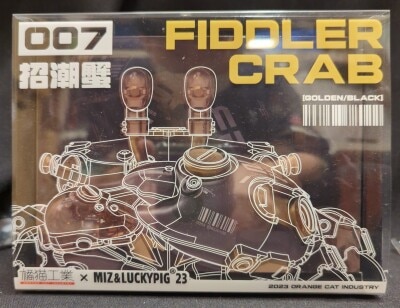 007
招潮蟹
FIDDLER
CRAB
[GOLDEN/BLACK]
橘猫工業 × MIZ&LUCKYPIG 23
2023 ORANGE CAT INDUSTRY